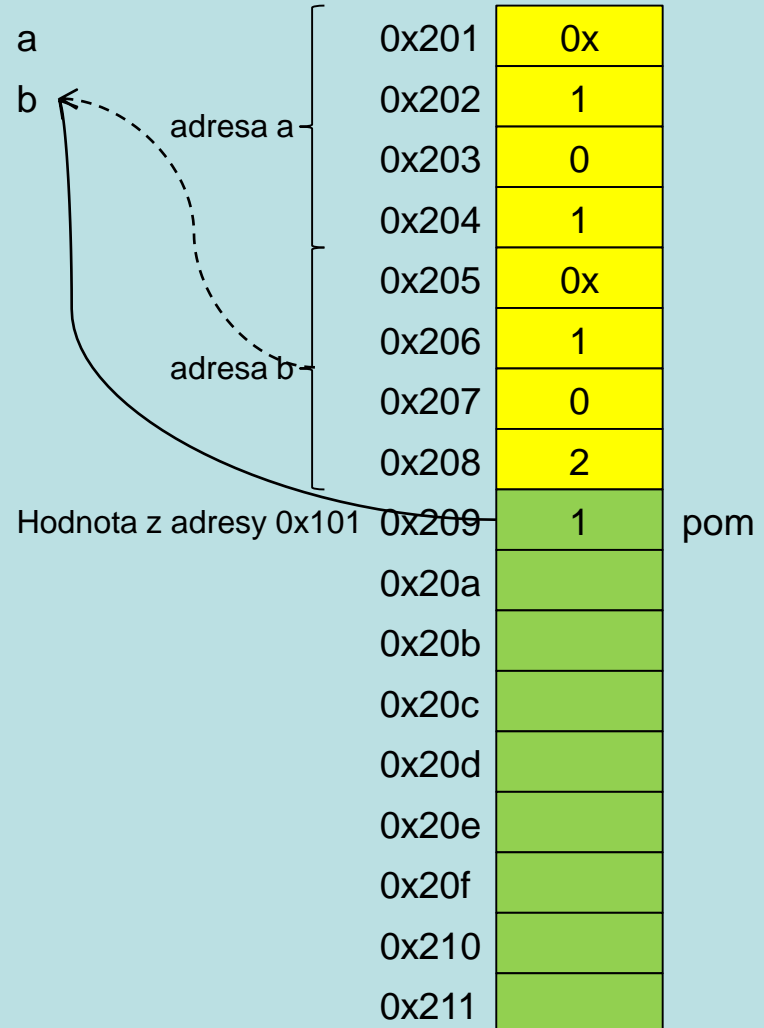 a 0x201 0x
b 0x202 1
adresa a
0x203 0
0x204 1
0x205 0x
0x206 1
adresa b
0x207 0
0x208 2
Hodnota z adresy 0x101 0x209 1 pom
0x20a
0x20b
0x20c
0x20d
0x20e
0x20f
0x210
0x211